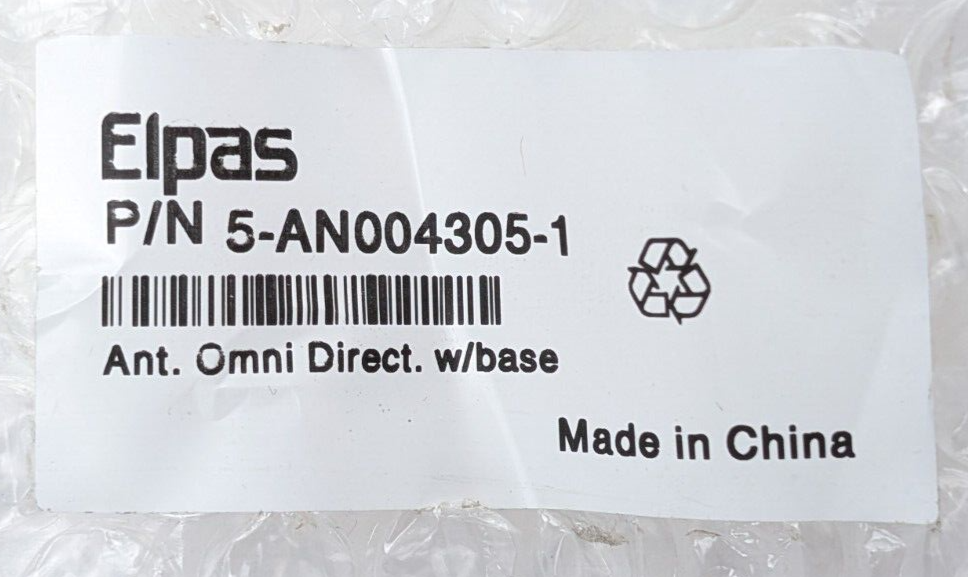 Elpas
P/N 5-AN004305-1
Ant. Omni Direct. w/base
Made in China